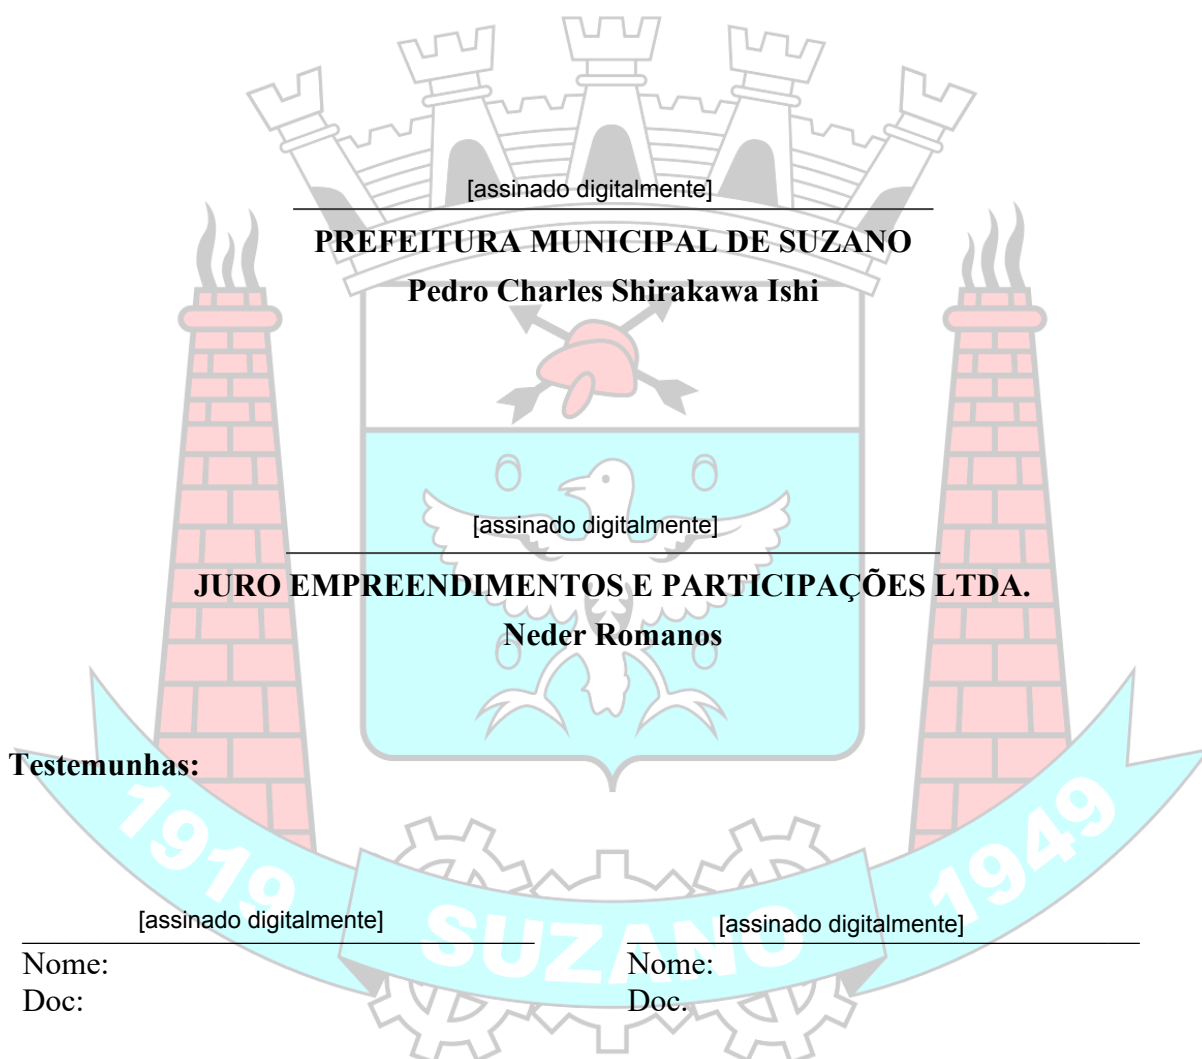 [assinado digitalmente]
PREFEITURA MUNICIPAL DE SUZANO
Pedro Charles Shirakawa Ishi
[assinado digitalmente]
JURO EMPREENDIMENTOS E PARTICIPAÇÕES LTDA.
Neder Romanos
Testemunhas:
[assinado digitalmente] [assinado digitalmente]
Nome: Nome:
Doc: Doc.
1919 SUZANO 1949